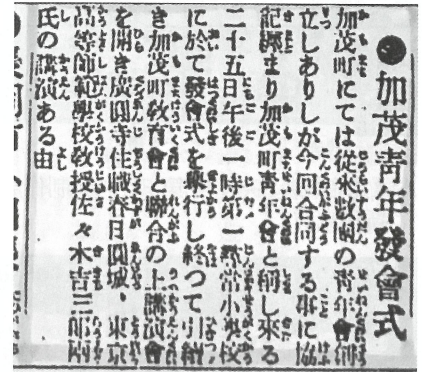 ●加茂靑年發會式
加茂町にては從來數個の靑年會併
立しありしが今回合同する事に協
議纒まり加茂町靑年會と稱し來る
二十五日午後一時第一尋常小學校
に於て發會式を擧行し終つて引續
き加茂町敎育會と聯合の上講演會
を開き廣圓寺住職春日圓城、東京
高等師範學校敎授佐々木吉三郎兩
氏の講演ある由